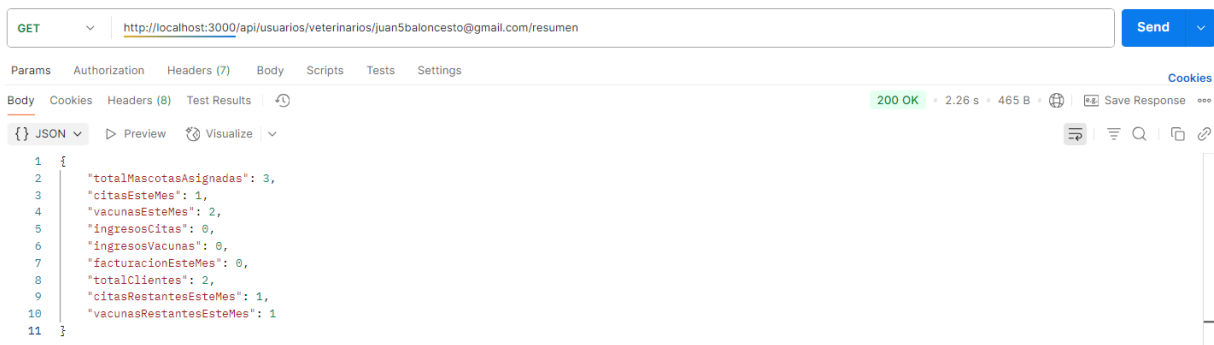 GET http://localhost:3000/api/usuarios/veterinarios/juan5baloncesto@gmail.com/resumen Send
Params Authorization Headers (7) Body Scripts Tests Settings
Cookies
Body Cookies Headers (8) Test Results 200 OK • 2.26 s • 465 B e.g. Save Response
{} JSON Preview Visualize
1 {
2 "totalMascotasAsignadas": 3,
3 "citasEsteMes": 1,
4 "vacunasEsteMes": 2,
5 "ingresosCitas": 0,
6 "ingresosVacunas": 0,
7 "facturacionEsteMes": 0,
8 "totalClientes": 2,
9 "citasRestantesEsteMes": 1,
10 "vacunasRestantesEsteMes": 1
11 }